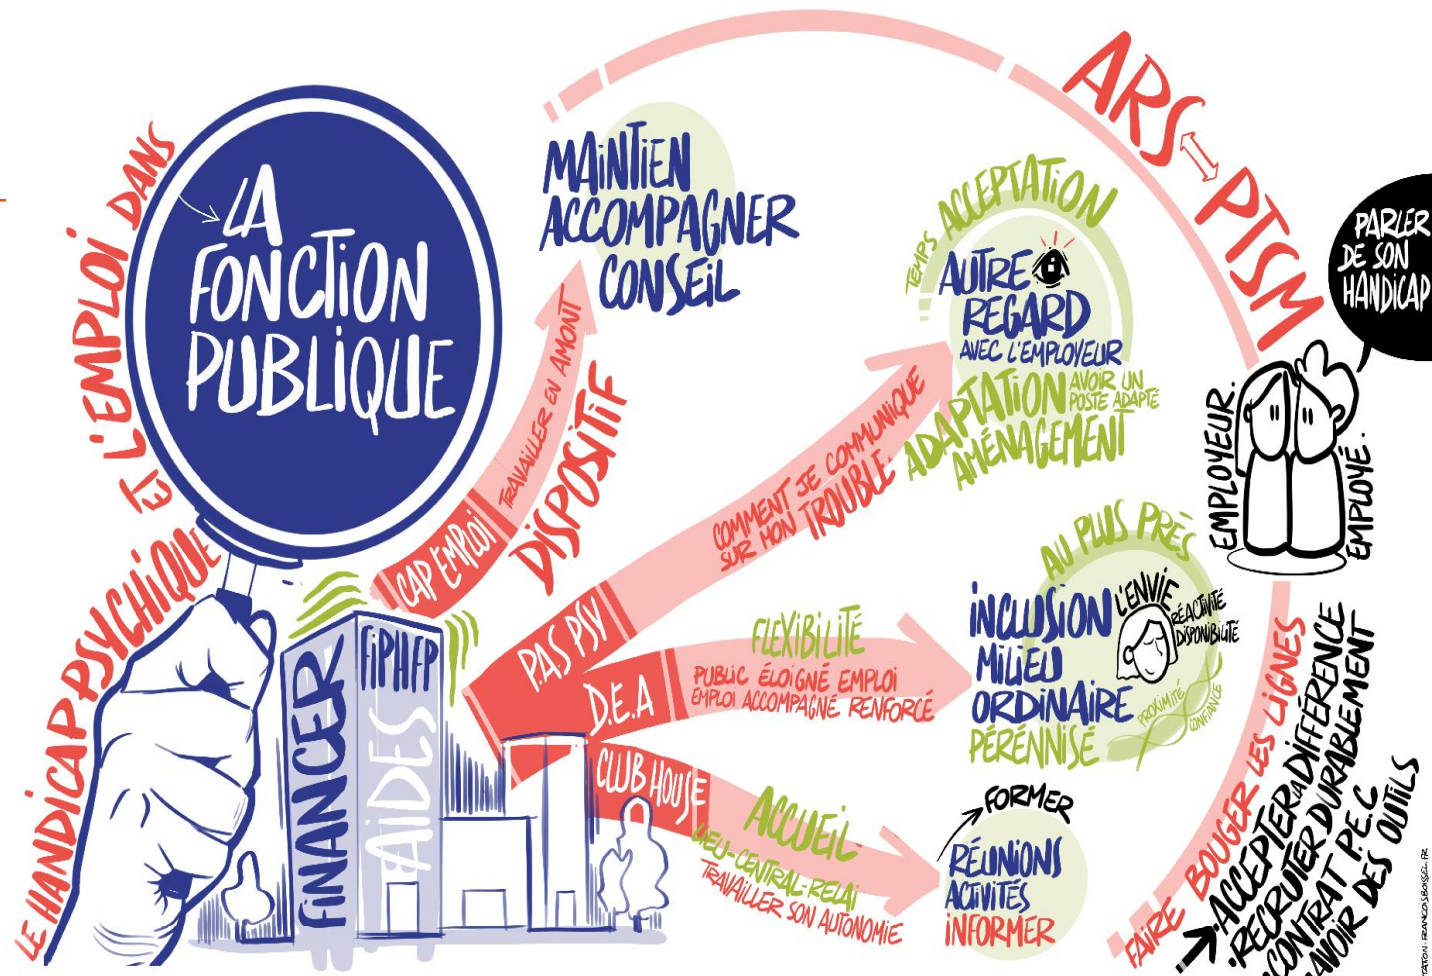 LE HANDICAP PSYCHIQUE
ET L'EMPLOI DANS
LA
FONCTION
PUBLIQUE
MAINTIEN
ACCOMPAGNER
CONSEIL
TRAVAILLER EN AMONT
CAP EMPLOI
DISPOSITIF
FINANCER
FIPHFP
AIDES
P.A.S PSY
COMMENT JE COMMUNIQUE
SUR MON TROUBLE
TEMPS ACCEPTATION
AUTRE
REGARD
AVEC L'EMPLOYEUR
ADAPTATION
AVOIR UN
POSTE ADAPTÉ
AMÉNAGEMENT
D.E.A
FLEXIBILITÉ
PUBLIC ÉLOIGNÉ EMPLOI
EMPLOI ACCOMPAGNÉ RENFORCÉ
AU PLUS PRÈS
INCLUSION
MILIEU
ORDINAIRE
PÉRÉNNISÉ
L'ENVIE
RÉACTIVITÉ
DISPONIBILITÉ
PROXIMITÉ
CONFIANCE
CLUB HOUSE
ACCUEIL
LIEU-CENTRAL-RELAI
TRAVAILLER SON AUTONOMIE
FORMER
RÉUNIONS
ACTIVITÉS
INFORMER
ARS
PTSM
PARLER
DE SON
HANDICAP
EMPLOYEUR.
EMPLOYÉ.
FAIRE BOUGER LES LIGNES
·ACCEPTER LA DIFFÉRENCE
·RECRUTER DURABLEMENT
·CONTRAT P.E.C
AVOIR DES OUTILS